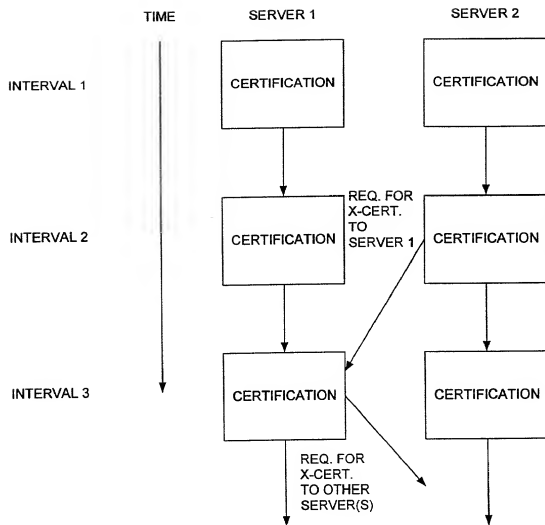 TIME
SERVER 1
SERVER 2
INTERVAL 1
CERTIFICATION
CERTIFICATION
REQ. FOR
X-CERT.
TO
SERVER 1
INTERVAL 2
CERTIFICATION
CERTIFICATION
INTERVAL 3
CERTIFICATION
CERTIFICATION
REQ. FOR
X-CERT.
TO OTHER
SERVER(S)